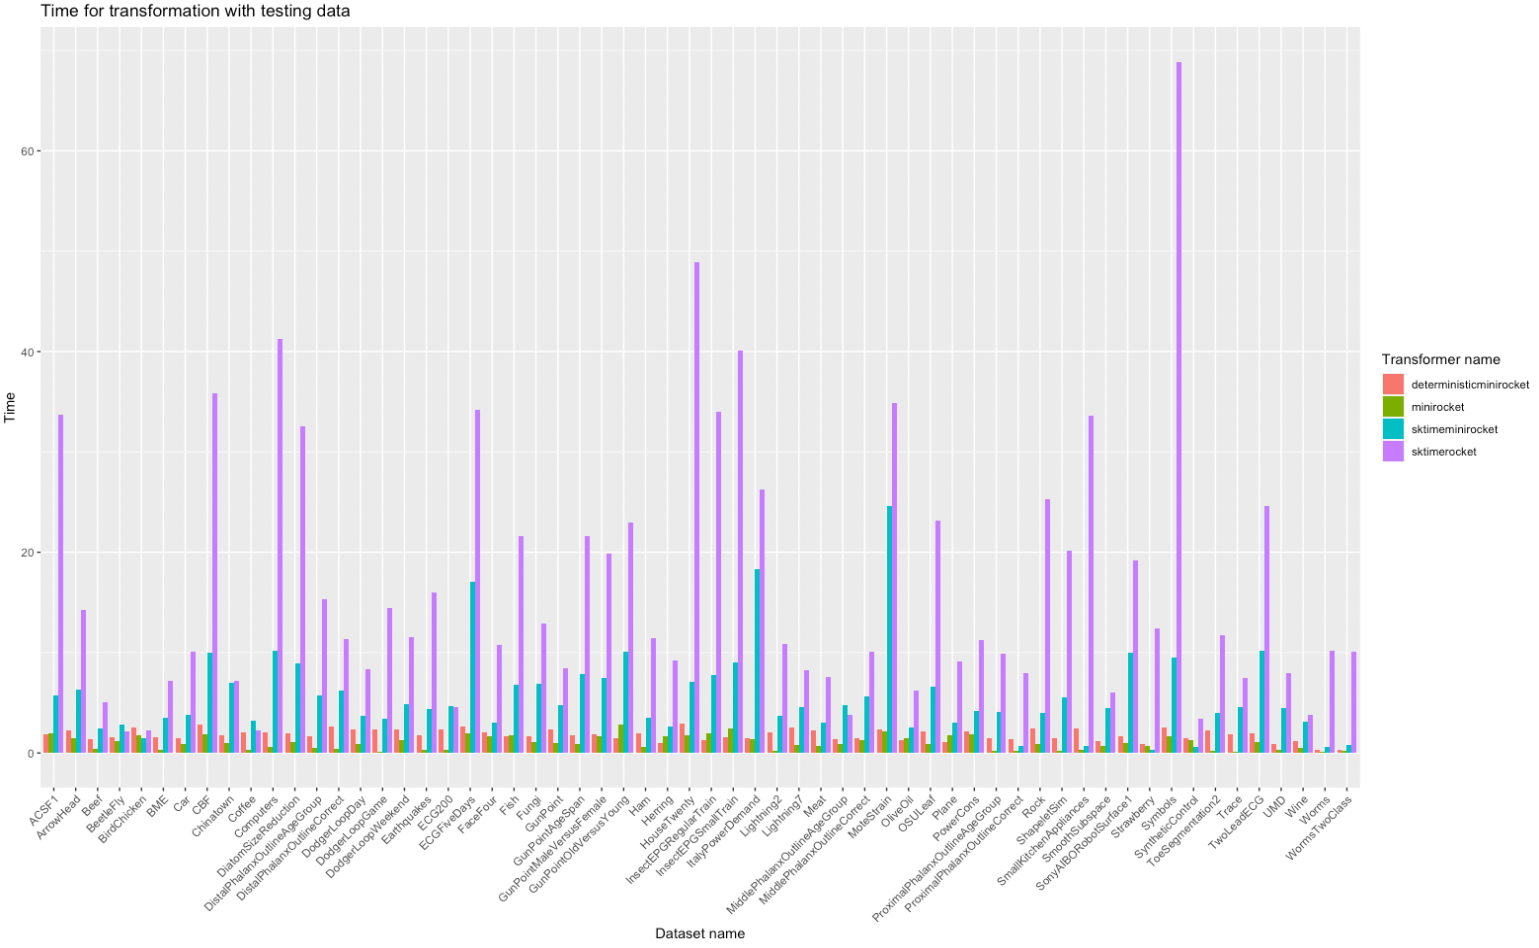 Time for transformation with testing data
60
40
20
0
Time
ACSF1
ArrowHead
Beef
BeetleFly
BirdChicken
BME
Car
CBF
Chinatown
Coffee
Computers
DiatomSizeReduction
DistalPhalanxOutlineAgeGroup
DistalPhalanxOutlineCorrect
DodgerLoopDay
DodgerLoopGame
DodgerLoopWeekend
Earthquakes
ECG200
ECGFiveDays
FaceFour
Fish
Fungi
GunPoint
GunPointAgeSpan
GunPointMaleVersusFemale
GunPointOldVersusYoung
Ham
Herring
HouseTwenty
InsectEPGRegularTrain
InsectEPGSmallTrain
ItalyPowerDemand
Lightning2
Lightning7
Meat
MiddlePhalanxOutlineAgeGroup
MiddlePhalanxOutlineCorrect
MoteStrain
OliveOil
OSULeaf
Plane
PowerCons
ProximalPhalanxOutlineAgeGroup
ProximalPhalanxOutlineCorrect
Rock
ShapeletSim
SmallKitchenAppliances
SmoothSubspace
SonyAIBORobotSurface1
Strawberry
Symbols
SyntheticControl
ToeSegmentation2
Trace
TwoLeadECG
UMD
Wine
Worms
WormsTwoClass
Dataset name
Transformer name
deterministicminirocket
minirocket
sktimeminirocket
sktimerocket